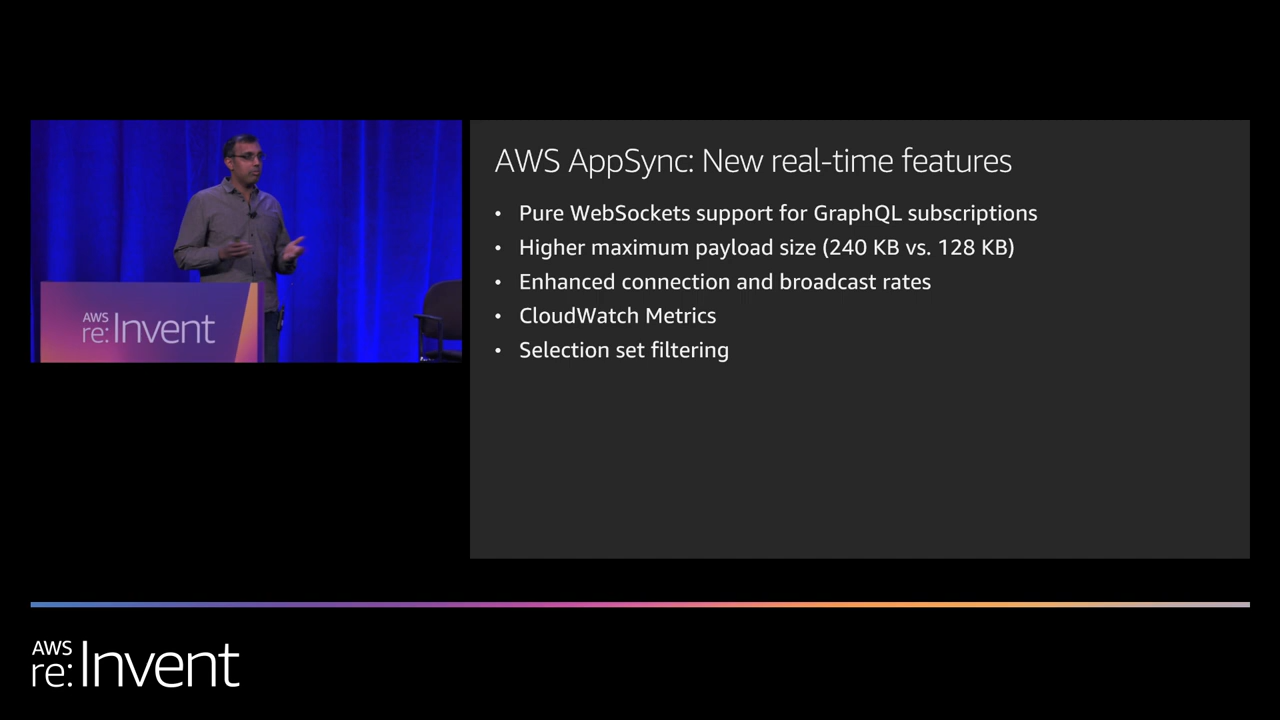 AWS
re:Invent
AWS AppSync: New real-time features
• Pure WebSockets support for GraphQL subscriptions
• Higher maximum payload size (240 KB vs. 128 KB)
• Enhanced connection and broadcast rates
• CloudWatch Metrics
• Selection set filtering
AWS
re:Invent